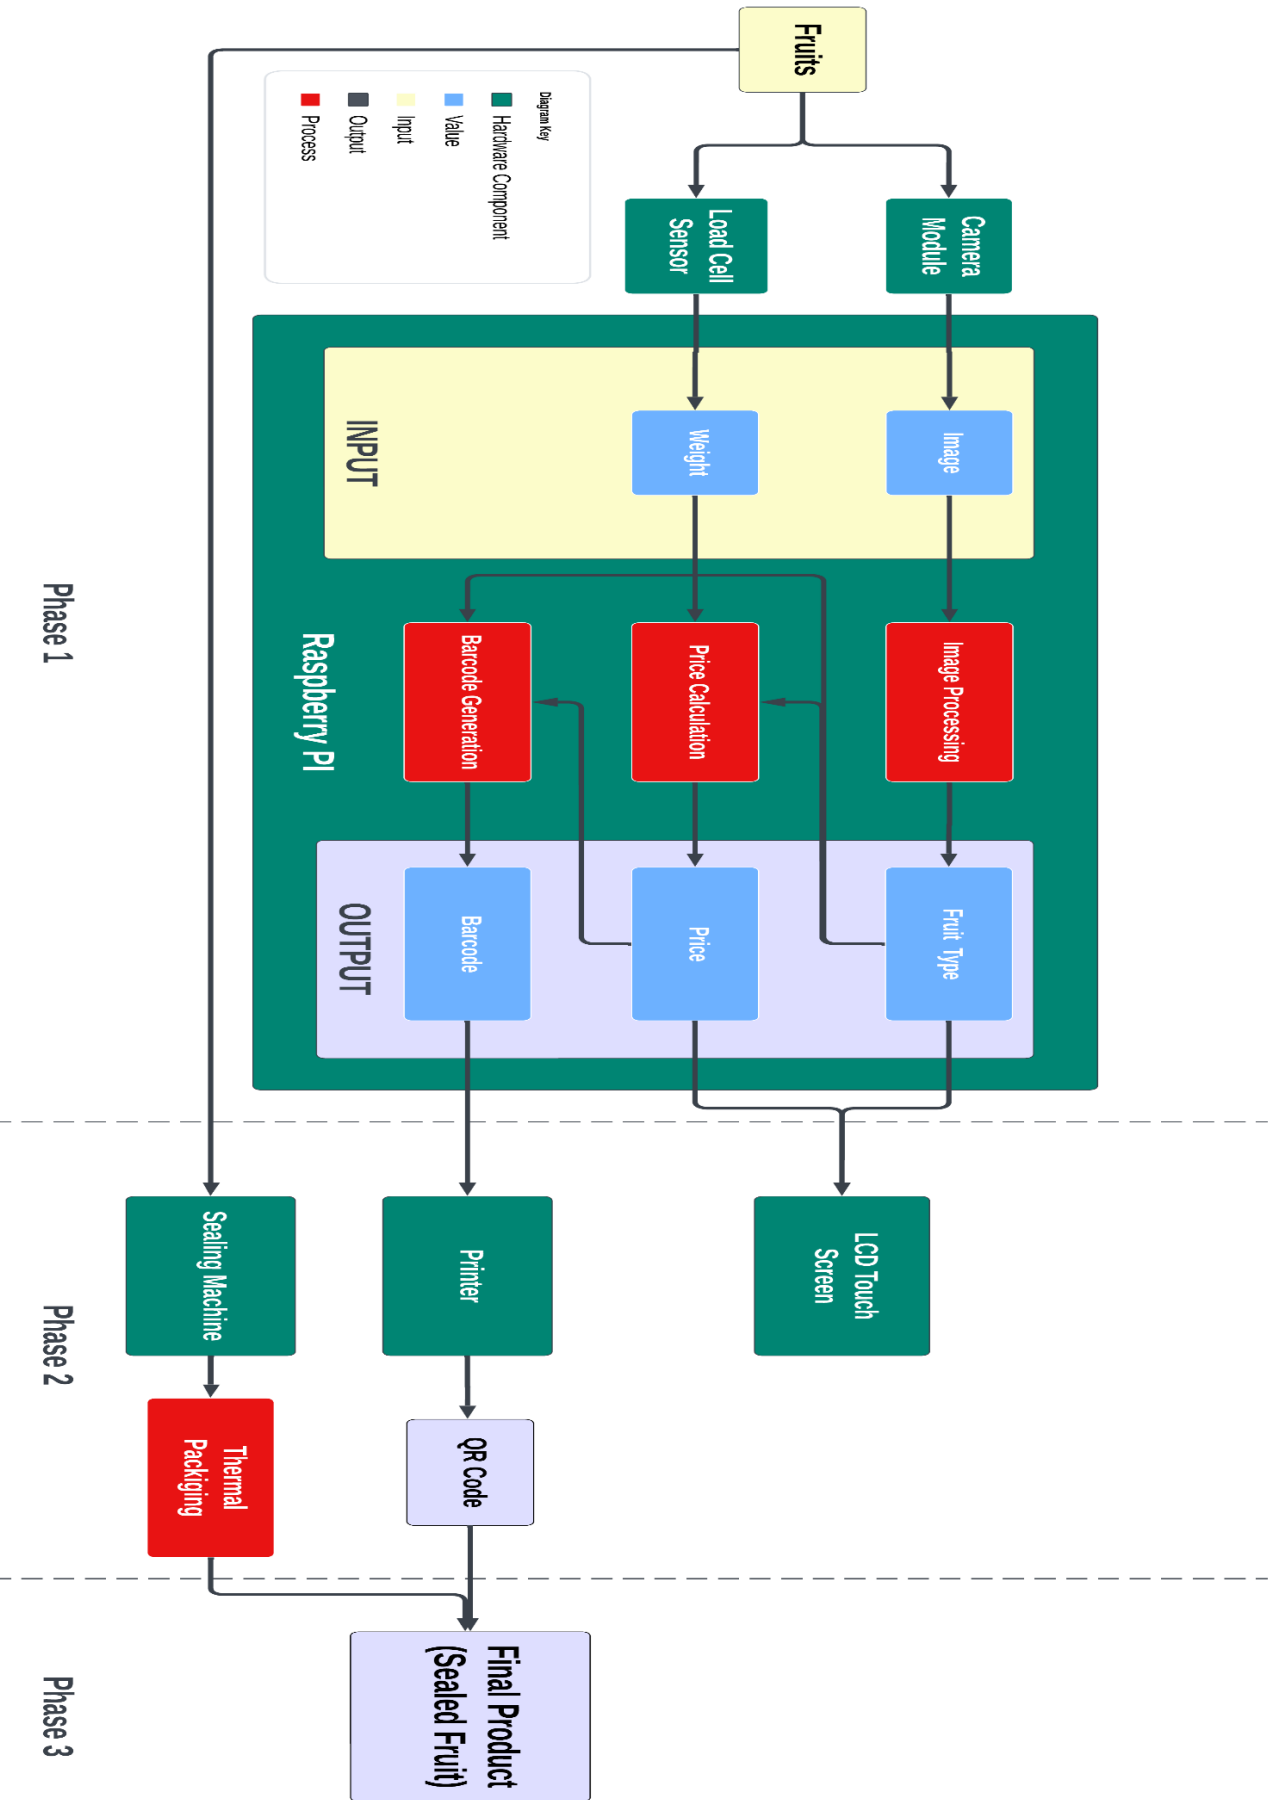 Fruits
Diagram Key
Hardware Component
Value
Input
Output
Process
Camera
Module
Load Cell
Sensor
Image
Weight
INPUT
Image Processing
Price Calculation
Barcode Generation
Raspberry PI
Fruit Type
Price
Barcode
OUTPUT
LCD Touch
Screen
Printer
Sealing Machine
QR Code
Thermal
Packiging
Final Product
(Sealed Fruit)
Phase 1
Phase 2
Phase 3